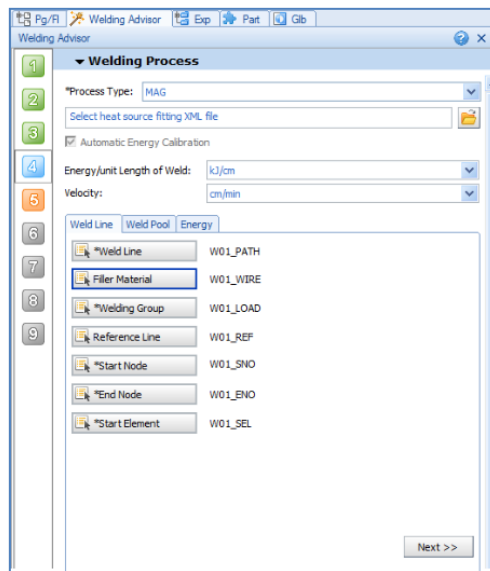 Pg/Fl Welding Advisor Exp Part Glb
Welding Advisor
1
Welding Process
2
*Process Type: MAG
Select heat source fitting XML file
3
Automatic Energy Calibration
4
Energy/unit Length of Weld: kJ/cm
Velocity: cm/min
5
Weld Line Weld Pool Energy
6
*Weld Line W01_PATH
7
Filler Material W01_WIRE
8
*Welding Group W01_LOAD
9
Reference Line W01_REF
*Start Node W01_SNO
*End Node W01_ENO
*Start Element W01_SEL
Next >>